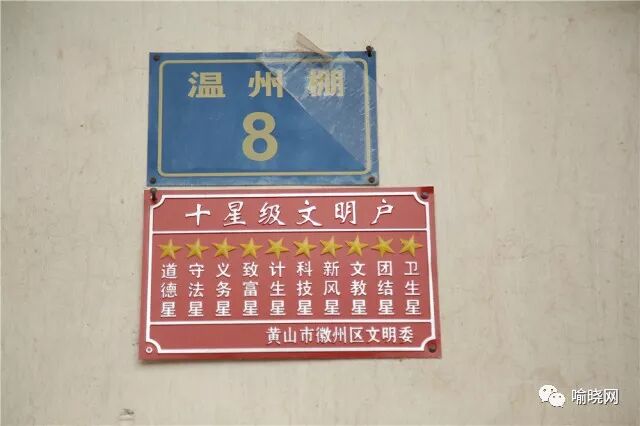 温州棚
8
十星级文明户
道德星 守法星 义务星 致富星 计生星 科技星 新风星 文教星 团结星 卫生星
黄山市徽州区文明委
喻晓网